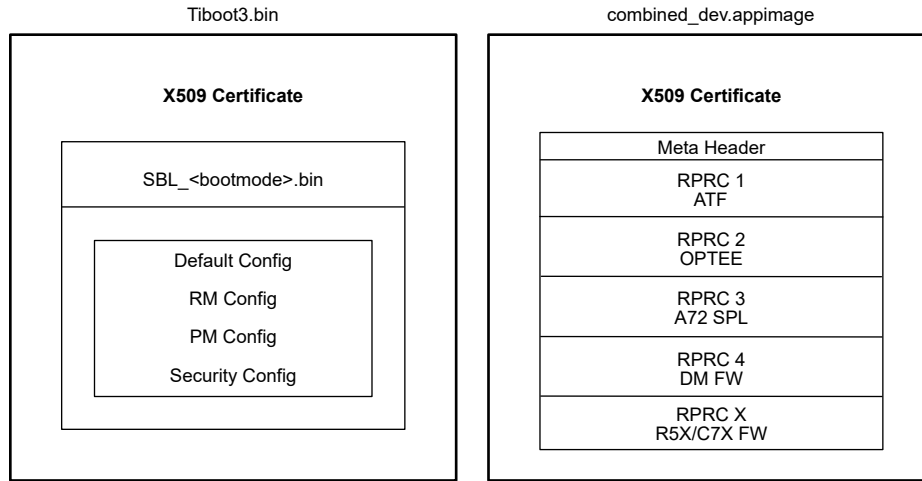 Tiboot3.bin
X509 Certificate
SBL_<bootmode>.bin
Default Config
RM Config
PM Config
Security Config
combined_dev.appimage
X509 Certificate
Meta Header
RPRC 1
ATF
RPRC 2
OPTEE
RPRC 3
A72 SPL
RPRC 4
DM FW
RPRC X
R5X/C7X FW